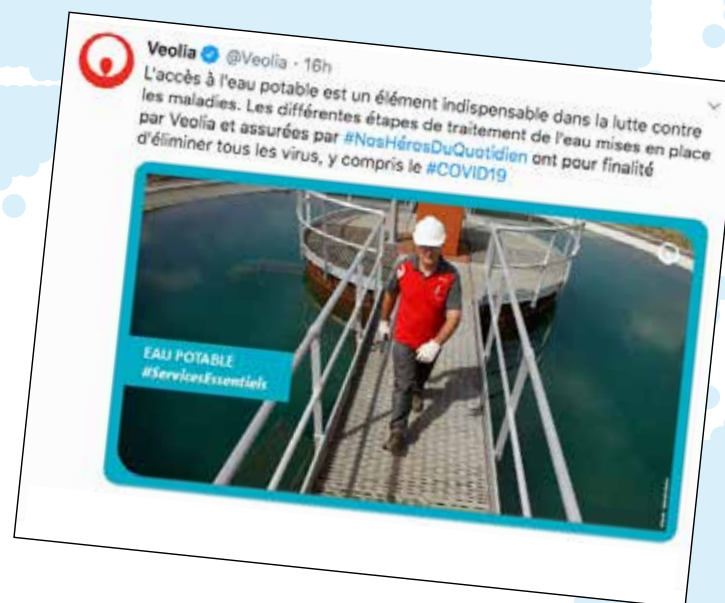 Veolia @Veolia · 16h
L'accès à l'eau potable est un élément indispensable dans la lutte contre
les maladies. Les différentes étapes de traitement de l'eau mises en place
par Veolia et assurées par #NosHérosDuQuotidien ont pour finalité
d'éliminer tous les virus, y compris le #COVID19
EAU POTABLE
#ServicesEssentiels